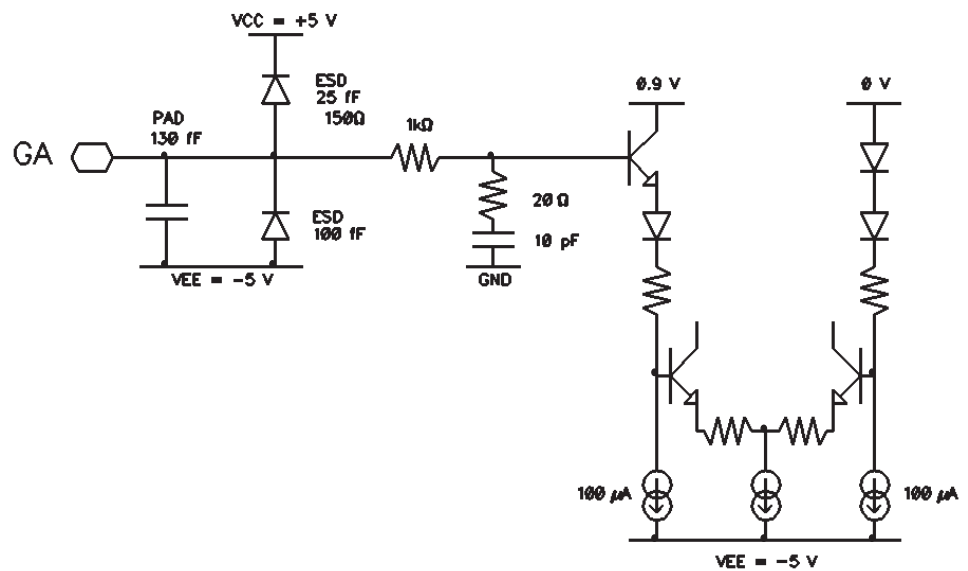 VCC = +5 V
ESD
25 fF
150Ω
PAD
130 fF
1kΩ
0.9 V
0 V
GA
ESD
100 fF
20 Ω
10 pF
VEE = -5 V
GND
100 μA
100 μA
VEE = -5 V